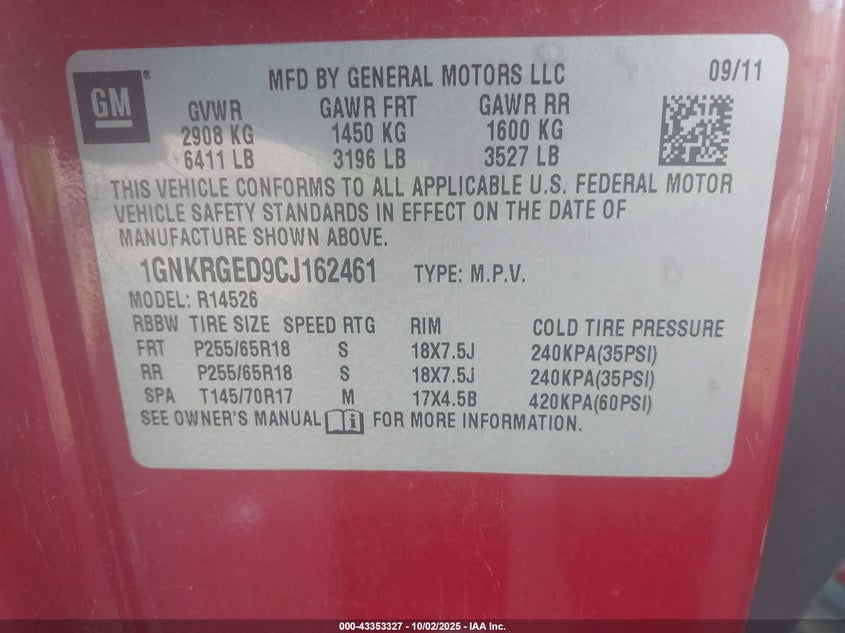 GM
MFD BY GENERAL MOTORS LLC 09/11
GVWR GAWR FRT GAWR RR
2908 KG 1450 KG 1600 KG
6411 LB 3196 LB 3527 LB
THIS VEHICLE CONFORMS TO ALL APPLICABLE U.S. FEDERAL MOTOR
VEHICLE SAFETY STANDARDS IN EFFECT ON THE DATE OF
MANUFACTURE SHOWN ABOVE.
1GNKRGED9CJ162461 TYPE: M.P.V.
MODEL: R14526
RBBW TIRE SIZE SPEED RTG RIM COLD TIRE PRESSURE
FRT P255/65R18 S 18X7.5J 240KPA(35PSI)
RR P255/65R18 S 18X7.5J 240KPA(35PSI)
SPA T145/70R17 M 17X4.5B 420KPA(60PSI)
SEE OWNER'S MANUAL FOR MORE INFORMATION.
000-43353327 - 10/02/2025 - IAA Inc.